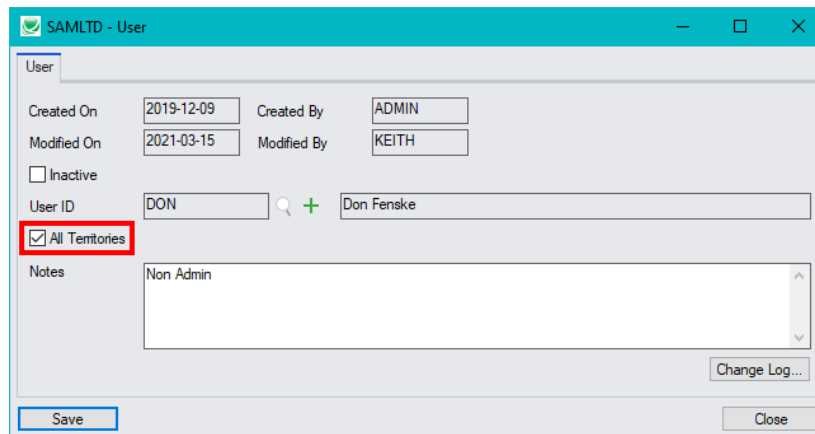 SAMLTD - User
User
Created On 2019-12-09 Created By ADMIN
Modified On 2021-03-15 Modified By KEITH
Inactive
User ID DON Don Fenske
All Territories
Notes Non Admin
Change Log...
Save Close